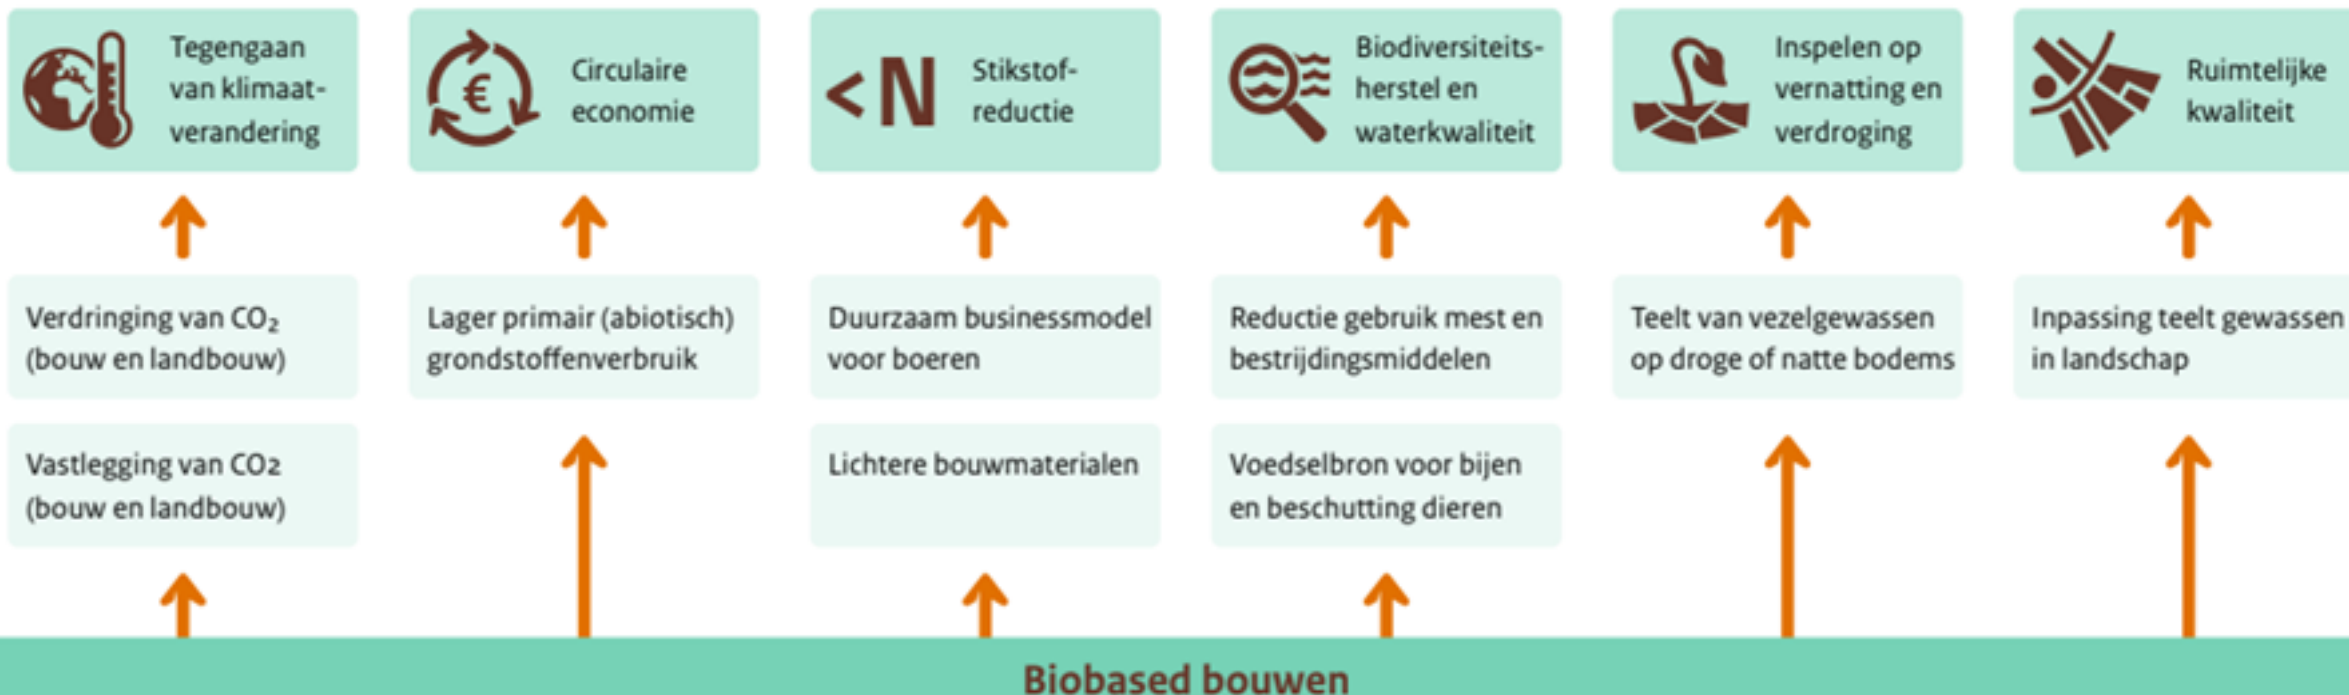 Tegengaan
van klimaat-
verandering
€
Circulaire
economie
<N
Stikstof-
reductie
Biodiversiteits-
herstel en
waterkwaliteit
Inspelen op
vernatting en
verdroging
Ruimtelijke
kwaliteit
Verdringing van CO₂
(bouw en landbouw)
Lager primair (abiotisch)
grondstoffenverbruik
Duurzaam businessmodel
voor boeren
Reductie gebruik mest en
bestrijdingsmiddelen
Teelt van vezelgewassen
op droge of natte bodems
Inpassing teelt gewassen
in landschap
Vastlegging van CO2
(bouw en landbouw)
Lichtere bouwmaterialen
Voedselbron voor bijen
en beschutting dieren
Biobased bouwen